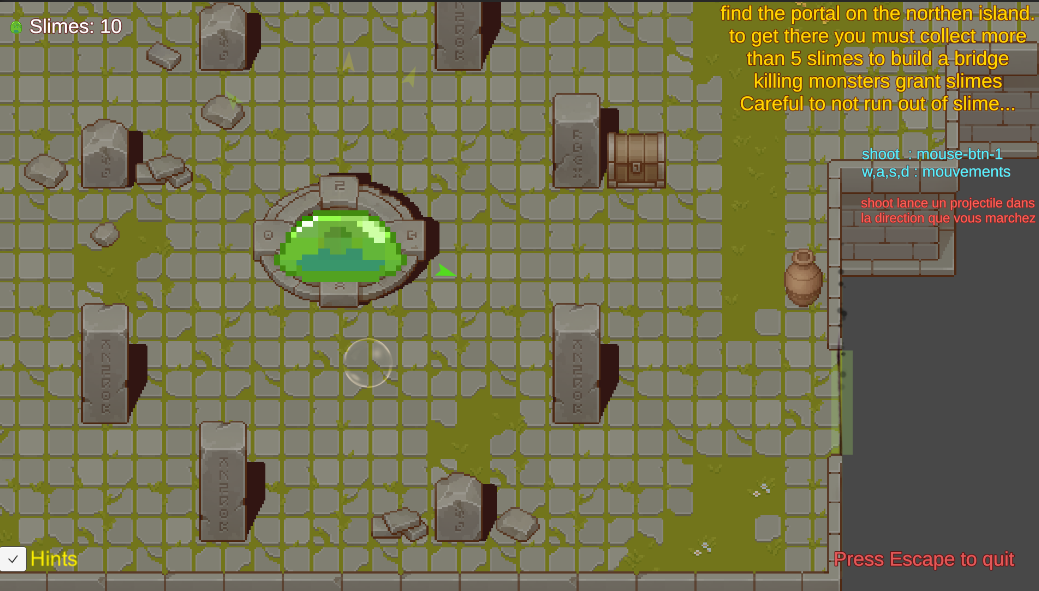 Slimes: 10
find the portal on the northen island.
to get there you must collect more
than 5 slimes to build a bridge
killing monsters grant slimes
Careful to not run out of slime...
shoot : mouse-btn-1
w,a,s,d : mouvements
shoot lance un projectile dans
la direction que vous marchez
Hints
Press Escape to quit